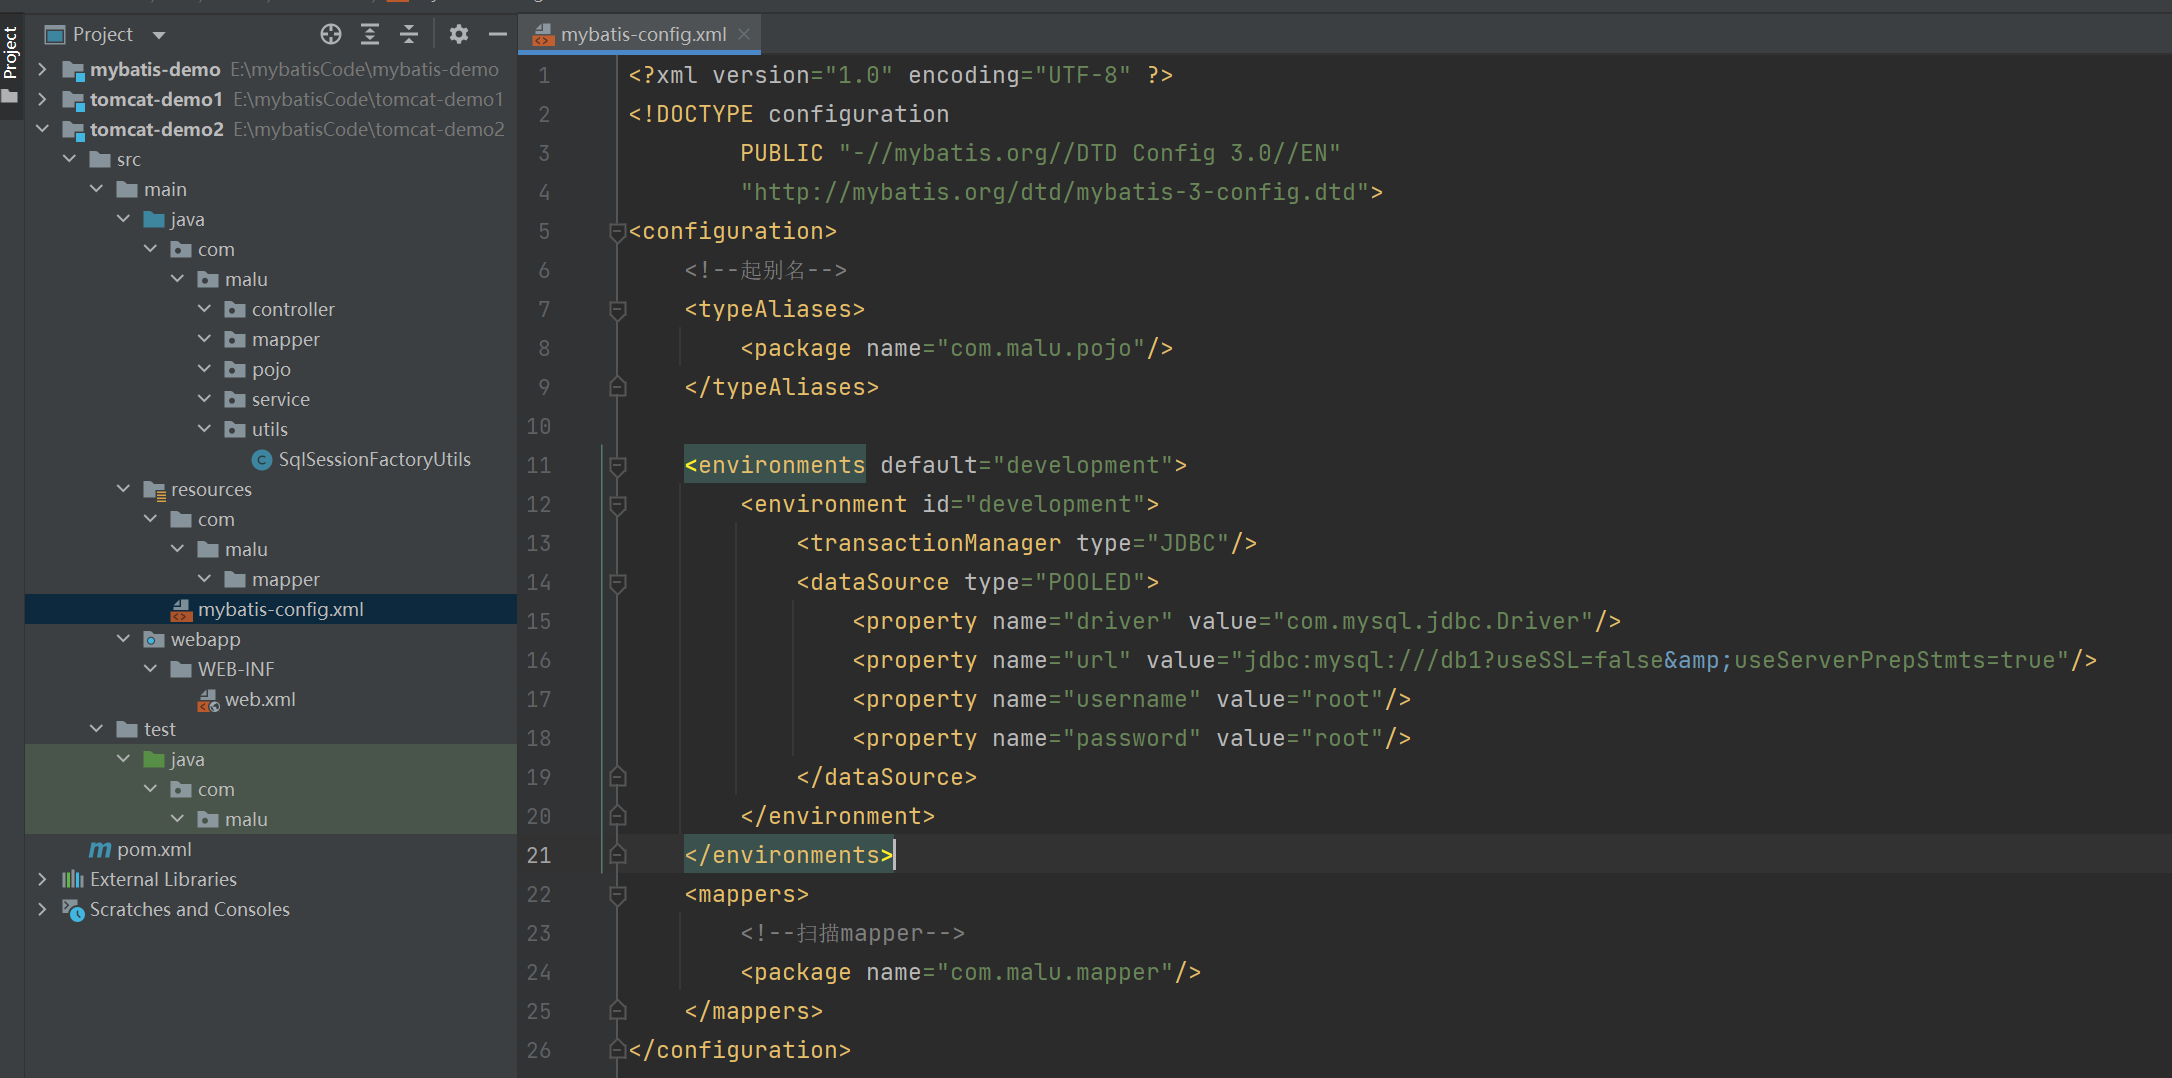 Project
Project
mybatis-demo E:\mybatisCode\mybatis-demo
tomcat-demo1 E:\mybatisCode\tomcat-demo1
tomcat-demo2 E:\mybatisCode\tomcat-demo2
src
main
java
com
malu
controller
mapper
pojo
service
utils
SqlSessionFactoryUtils
resources
com
malu
mapper
mybatis-config.xml
webapp
WEB-INF
web.xml
test
java
com
malu
pom.xml
External Libraries
Scratches and Consoles
mybatis-config.xml
1 <?xml version="1.0" encoding="UTF-8" ?>
2 <!DOCTYPE configuration
3 PUBLIC "-//mybatis.org//DTD Config 3.0//EN"
4 "http://mybatis.org/dtd/mybatis-3-config.dtd">
5 <configuration>
6 <!--起别名-->
7 <typeAliases>
8 <package name="com.malu.pojo"/>
9 </typeAliases>
10
11 <environments default="development">
12 <environment id="development">
13 <transactionManager type="JDBC"/>
14 <dataSource type="POOLED">
15 <property name="driver" value="com.mysql.jdbc.Driver"/>
16 <property name="url" value="jdbc:mysql:///db1?useSSL=false&amp;useServerPrepStmts=true"/>
17 <property name="username" value="root"/>
18 <property name="password" value="root"/>
19 </dataSource>
20 </environment>
21 </environments>
22 <mappers>
23 <!--扫描mapper-->
24 <package name="com.malu.mapper"/>
25 </mappers>
26 </configuration>